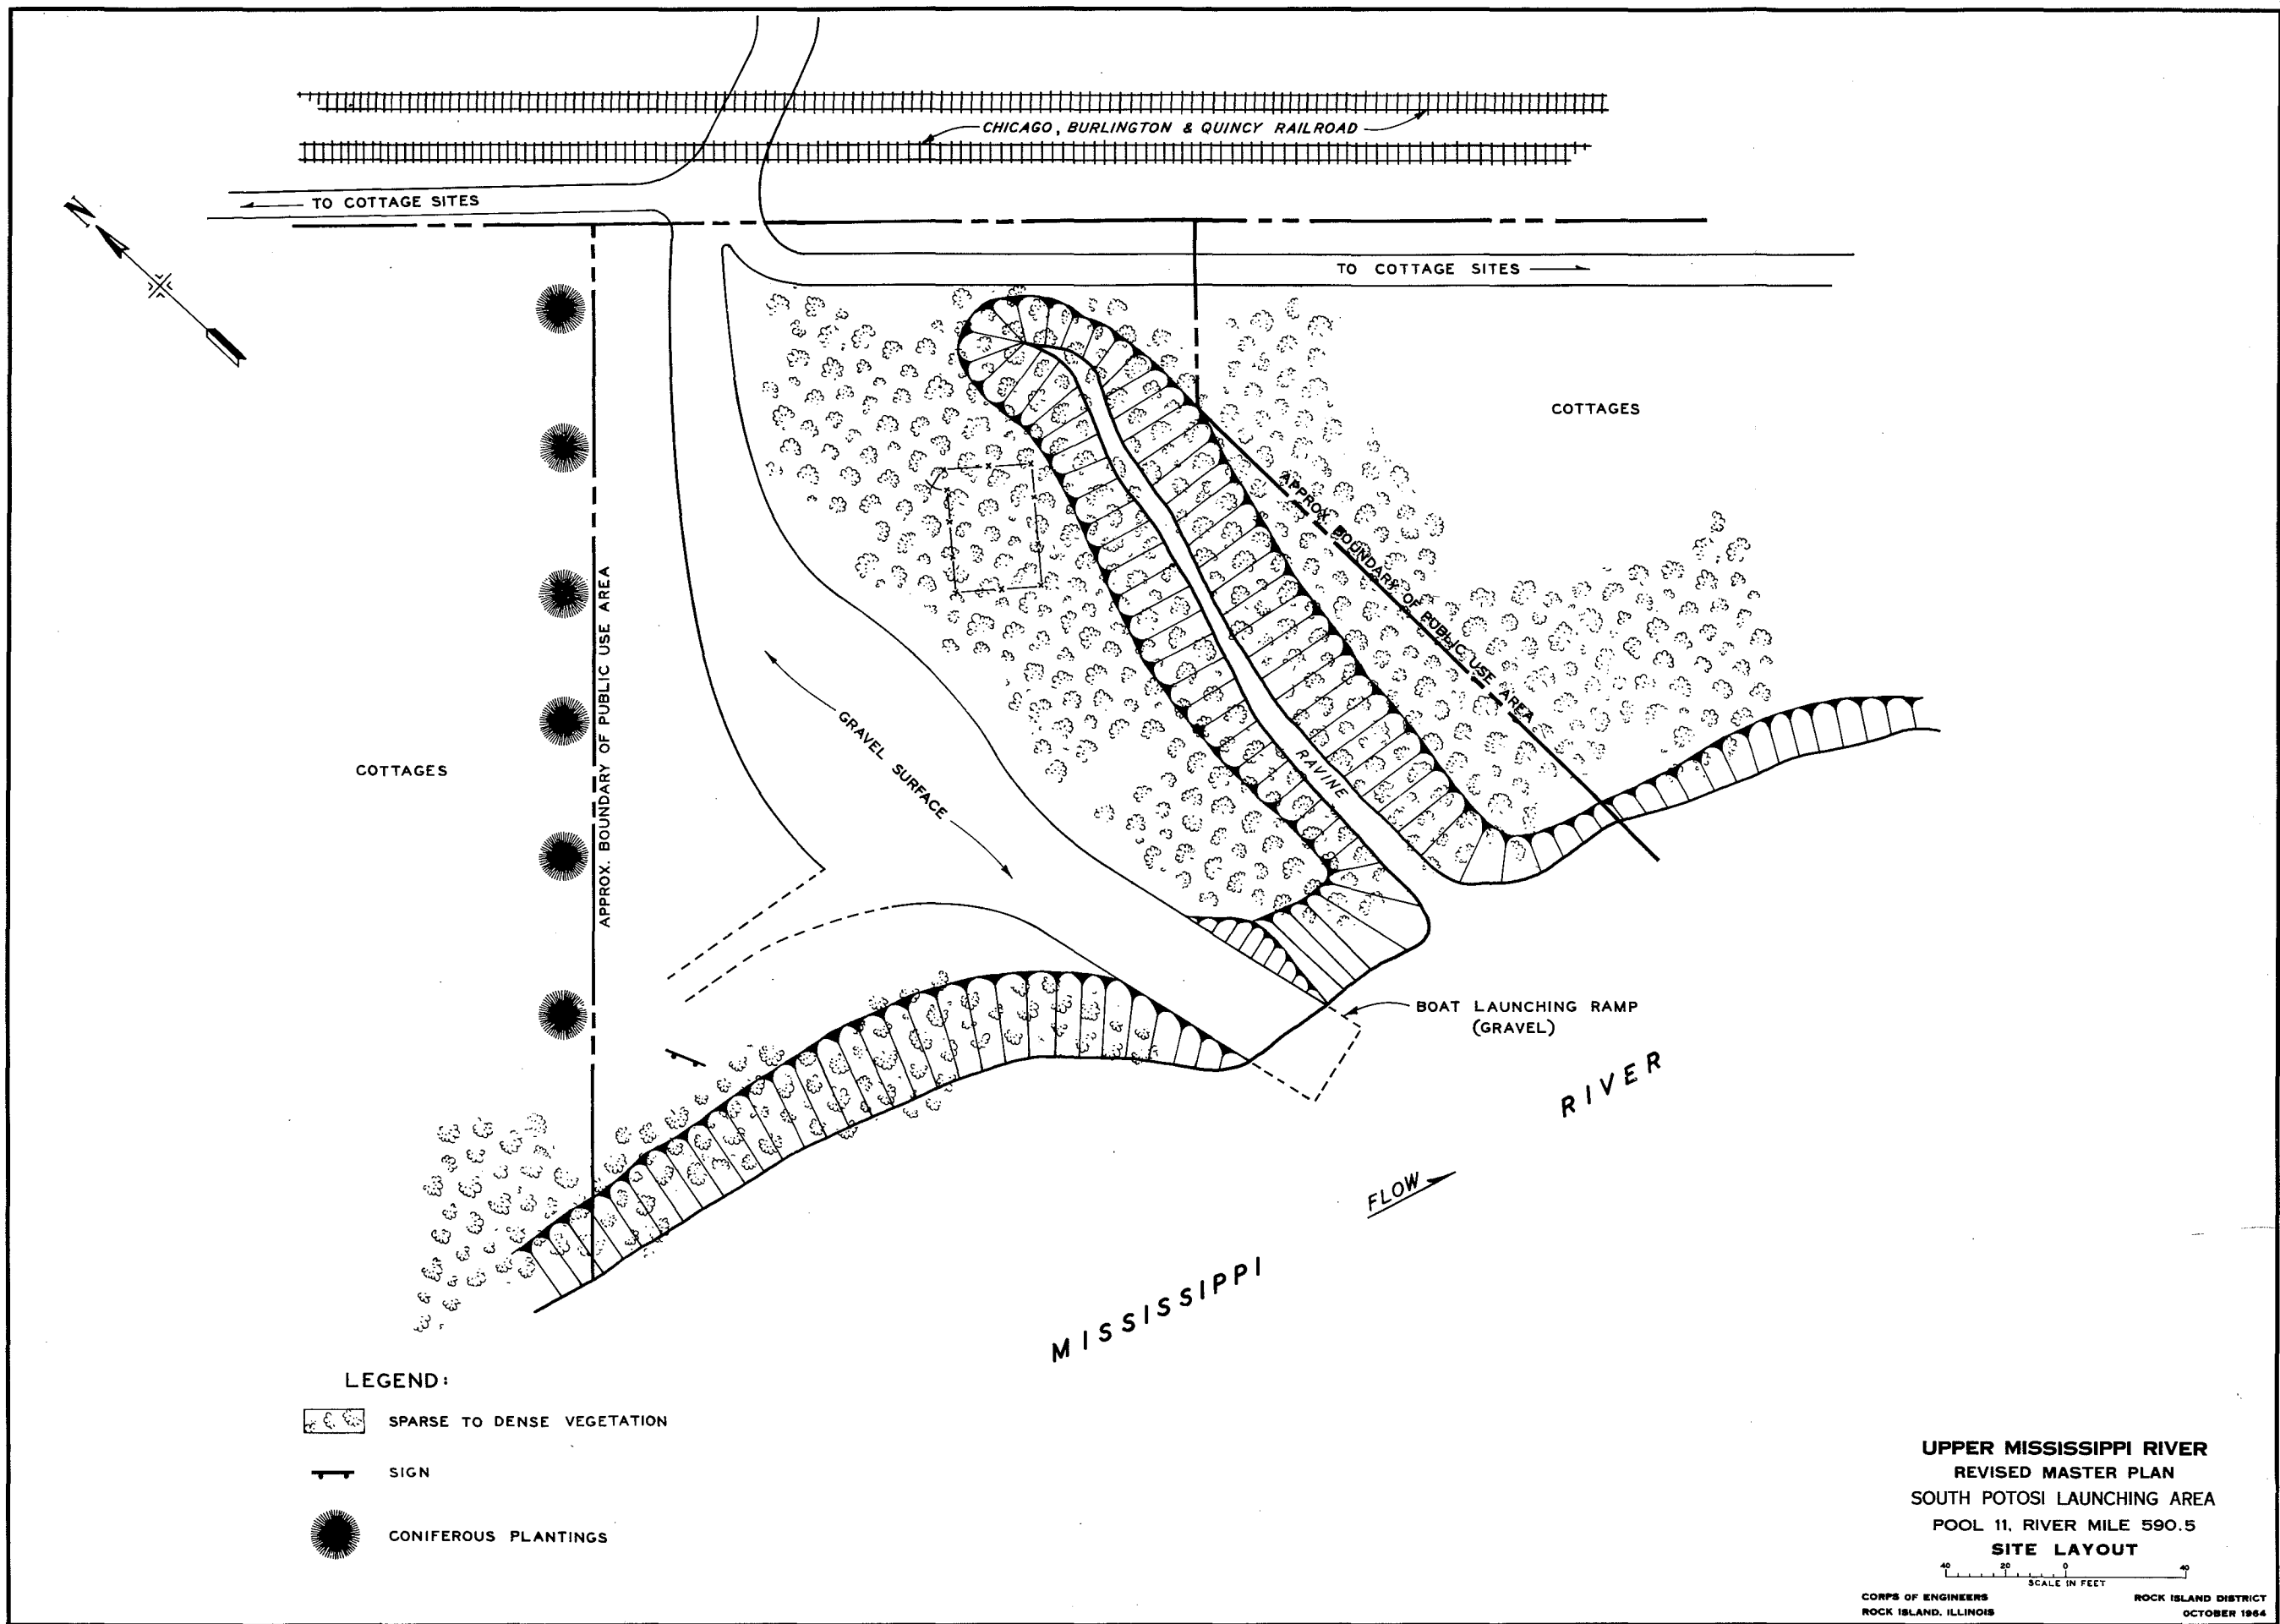 CHICAGO, BURLINGTON & QUINCY RAILROAD
TO COTTAGE SITES
N
TO COTTAGE SITES
COTTAGES
APPROX. BOUNDARY OF PUBLIC USE AREA
APPROX. BOUNDARY OF PUBLIC USE AREA
GRAVEL SURFACE
RAVINE
COTTAGES
BOAT LAUNCHING RAMP
(GRAVEL)
MISSISSIPPI RIVER
FLOW
LEGEND:
SPARSE TO DENSE VEGETATION
SIGN
CONIFEROUS PLANTINGS
UPPER MISSISSIPPI RIVER
REVISED MASTER PLAN
SOUTH POTOSI LAUNCHING AREA
POOL 11, RIVER MILE 590.5
SITE LAYOUT
40 20 0 40
SCALE IN FEET
CORPS OF ENGINEERS ROCK ISLAND DISTRICT
ROCK ISLAND, ILLINOIS OCTOBER 1964